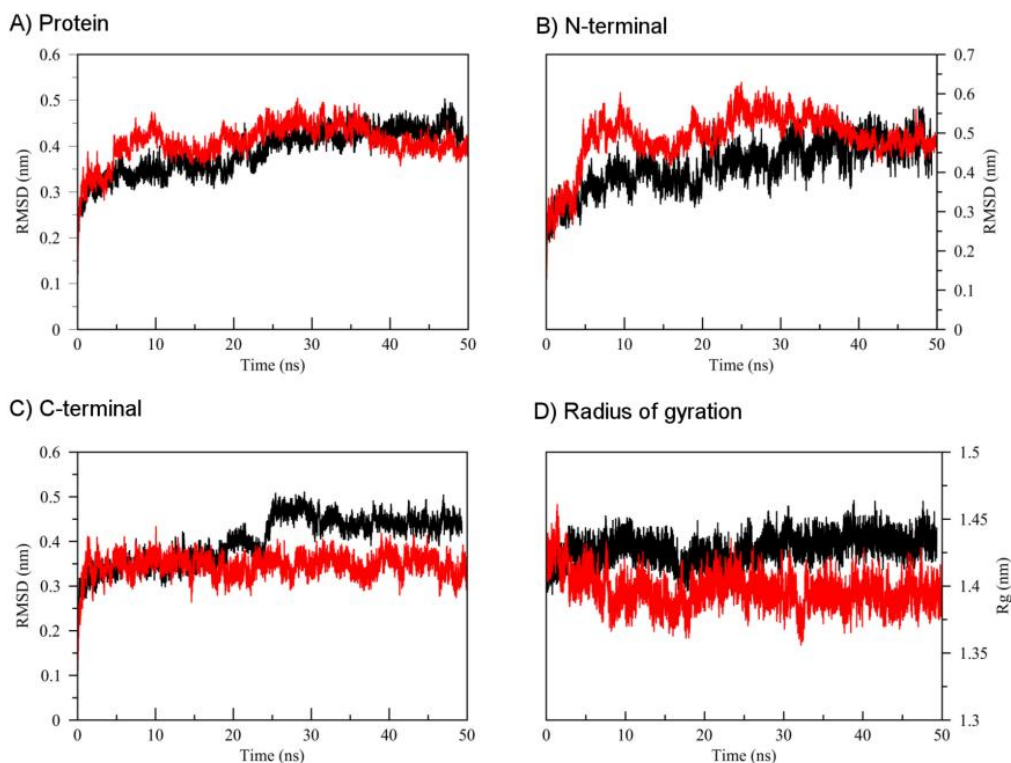 A) Protein
0.6
0.5
0.4
0.3
0.2
0.1
0
RMSD (nm)
0 10 20 30 40 50
Time (ns)
B) N-terminal
0.7
0.6
0.5
0.4
0.3
0.2
0.1
0
RMSD (nm)
0 10 20 30 40 50
Time (ns)
C) C-terminal
0.6
0.5
0.4
0.3
0.2
0.1
0
RMSD (nm)
0 10 20 30 40 50
Time (ns)
D) Radius of gyration
1.5
1.45
1.4
1.35
1.3
Rg (nm)
0 10 20 30 40 50
Time (ns)